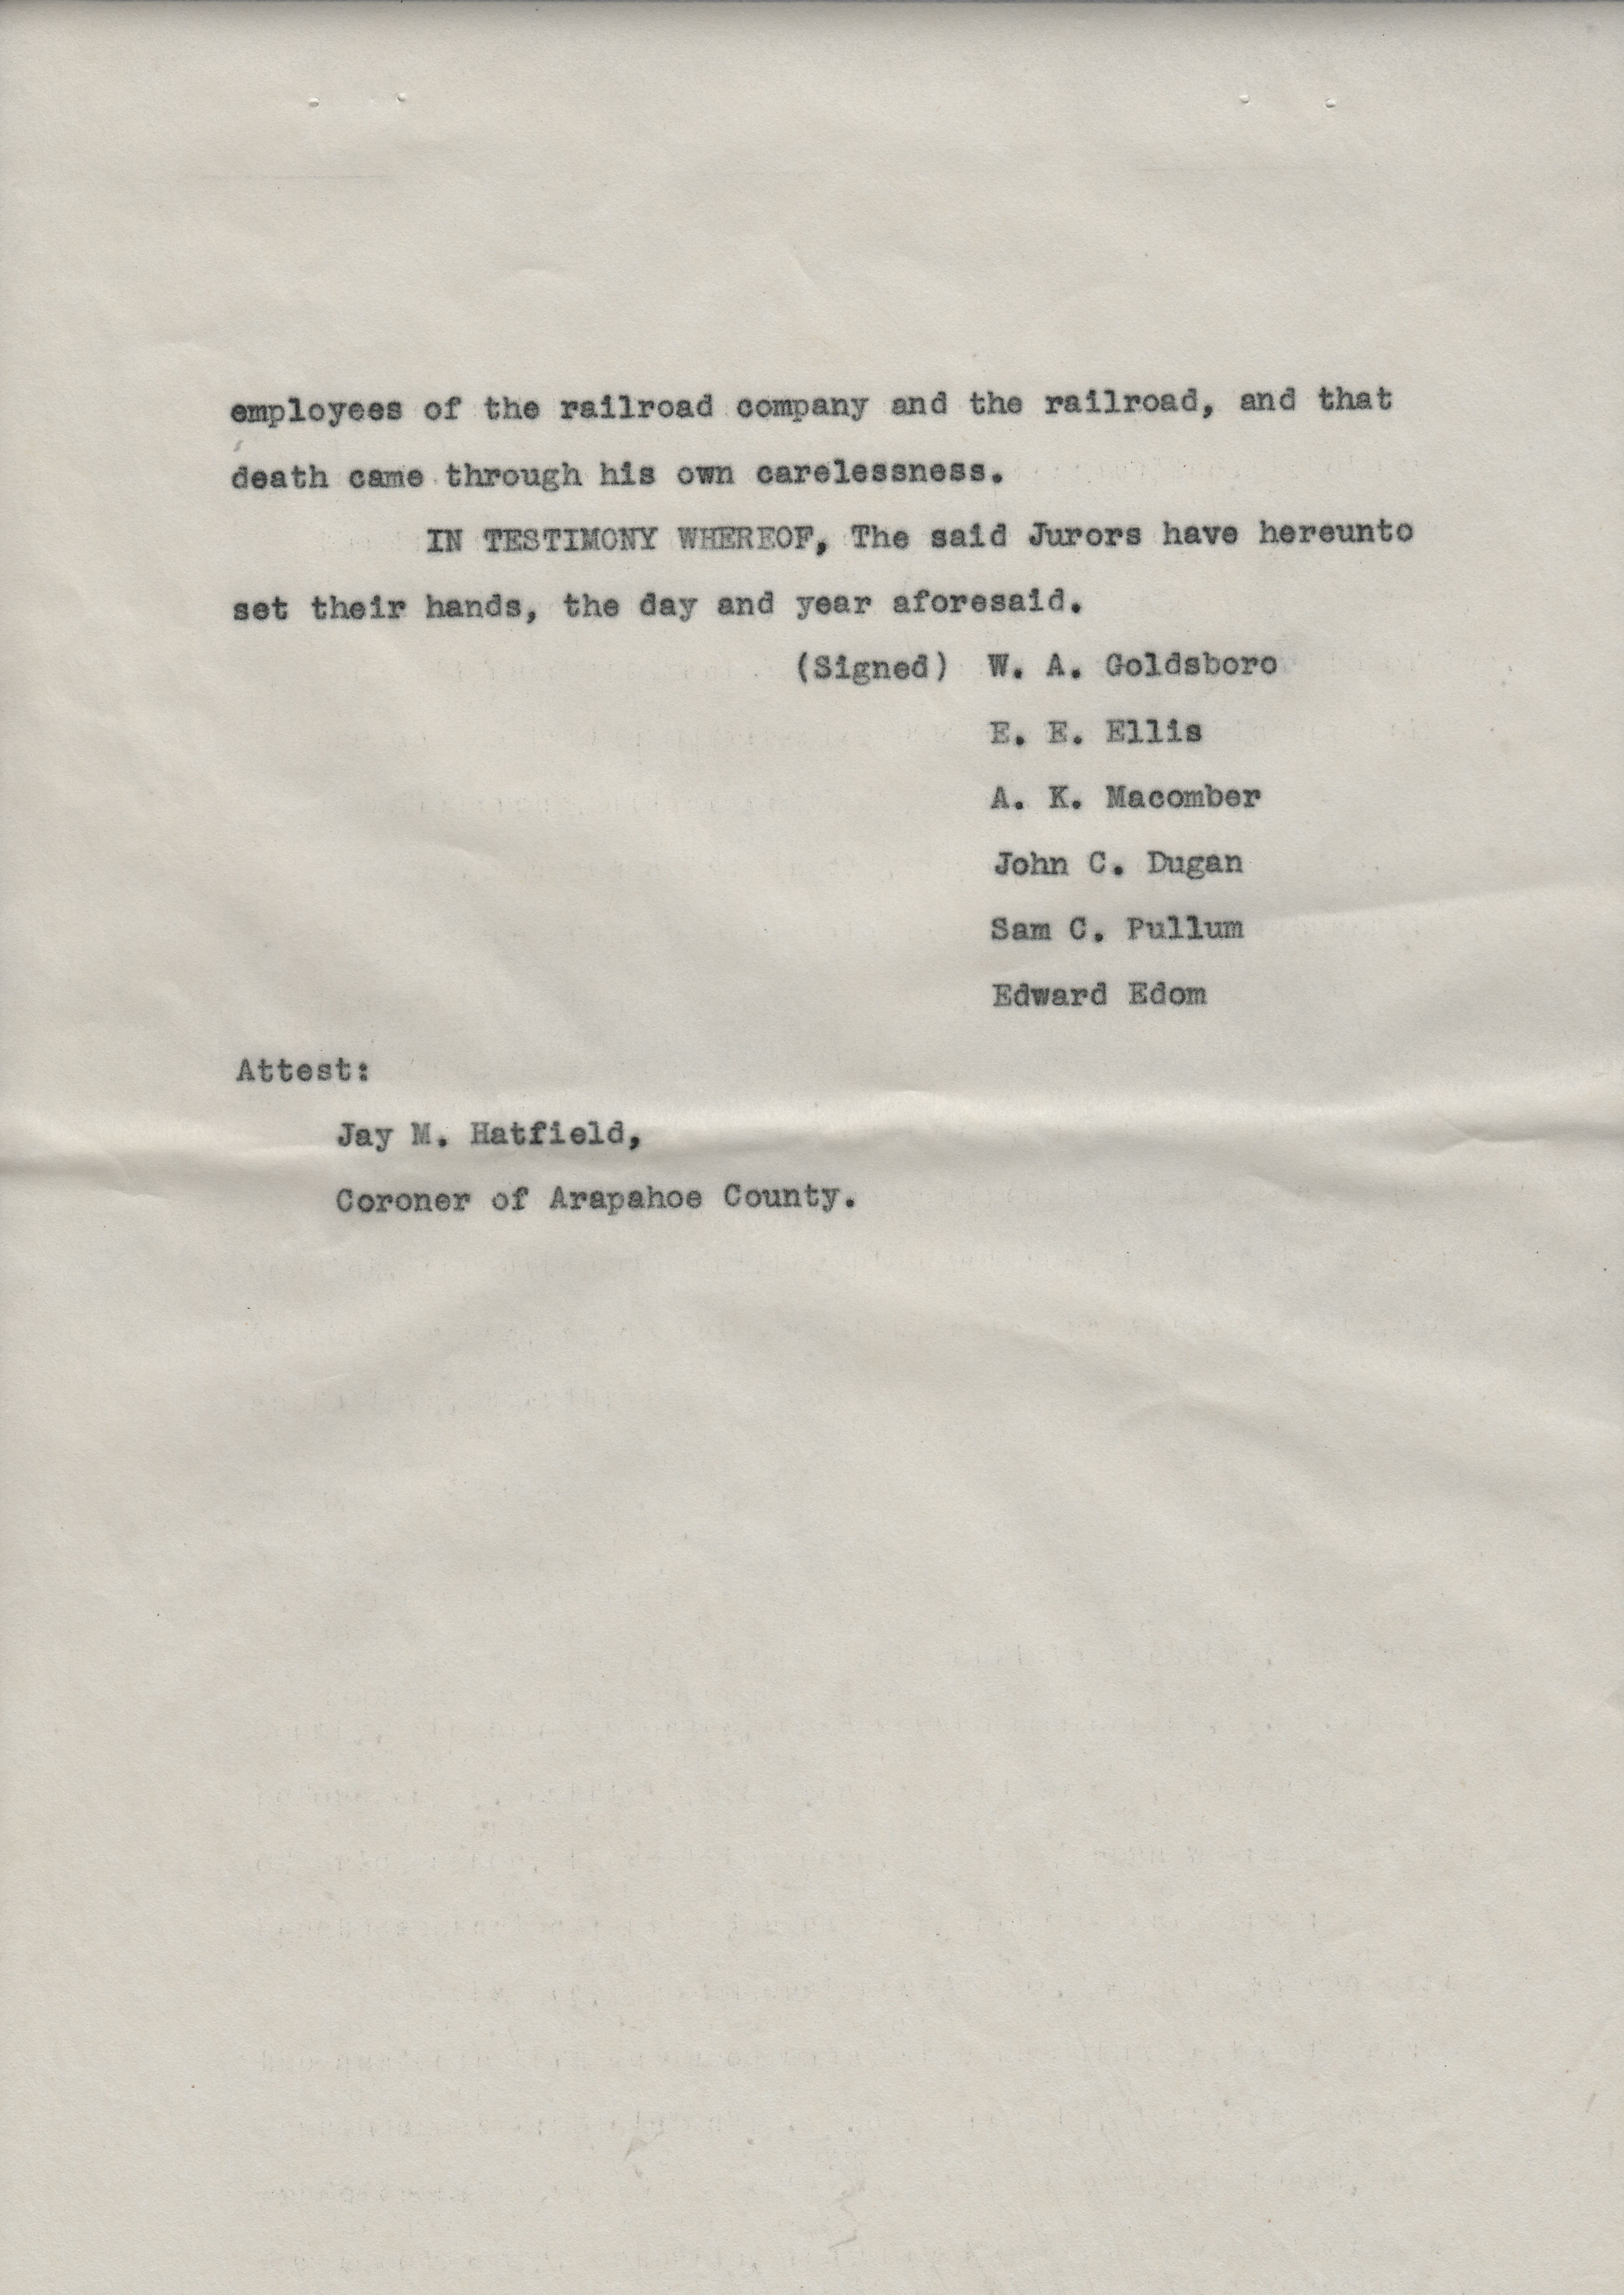 employees of the railroad company and the railroad, and that
death came through his own carelessness.
IN TESTIMONY WHEREOF, The said Jurors have hereunto
set their hands, the day and year aforesaid.
(Signed) W. A. Goldsboro
E. E. Ellis
A. K. Macomber
John C. Dugan
Sam C. Pullum
Edward Edom
Attest:
Jay M. Hatfield,
Coroner of Arapahoe County.